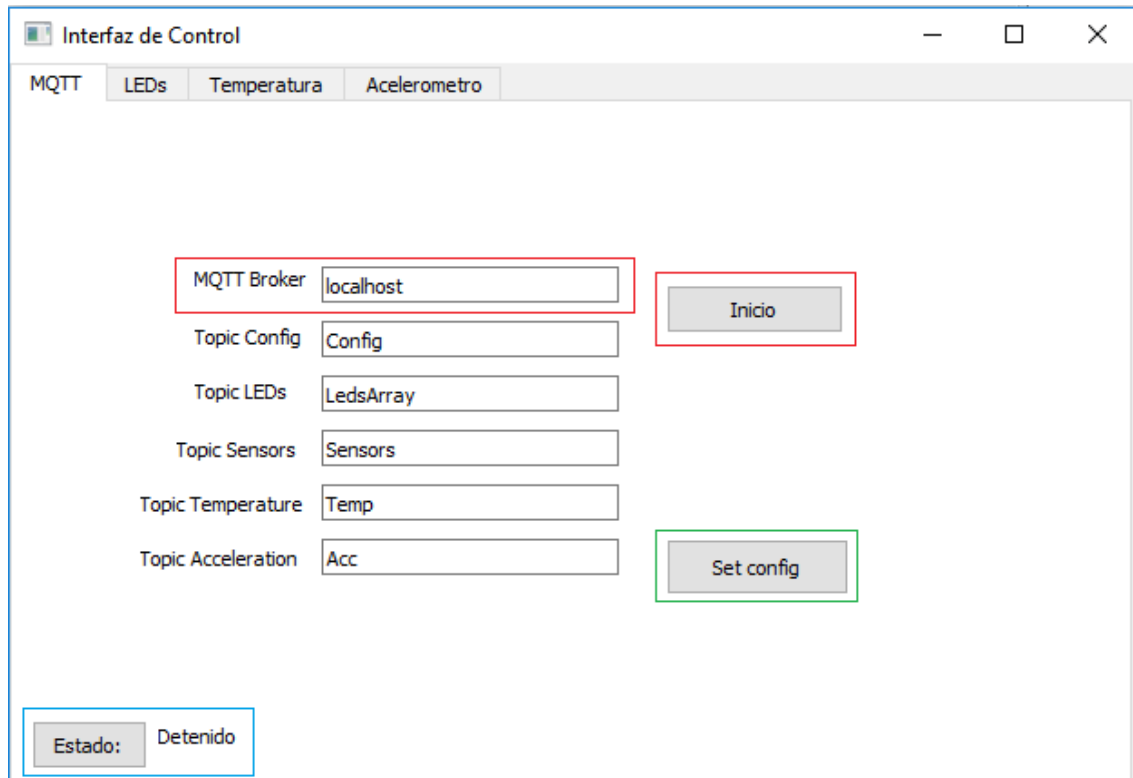 Interfaz de Control
MQTT LEDs Temperatura Acelerometro
MQTT Broker localhost
Inicio
Topic Config Config
Topic LEDs LedsArray
Topic Sensors Sensors
Topic Temperature Temp
Topic Acceleration Acc
Set config
Estado: Detenido